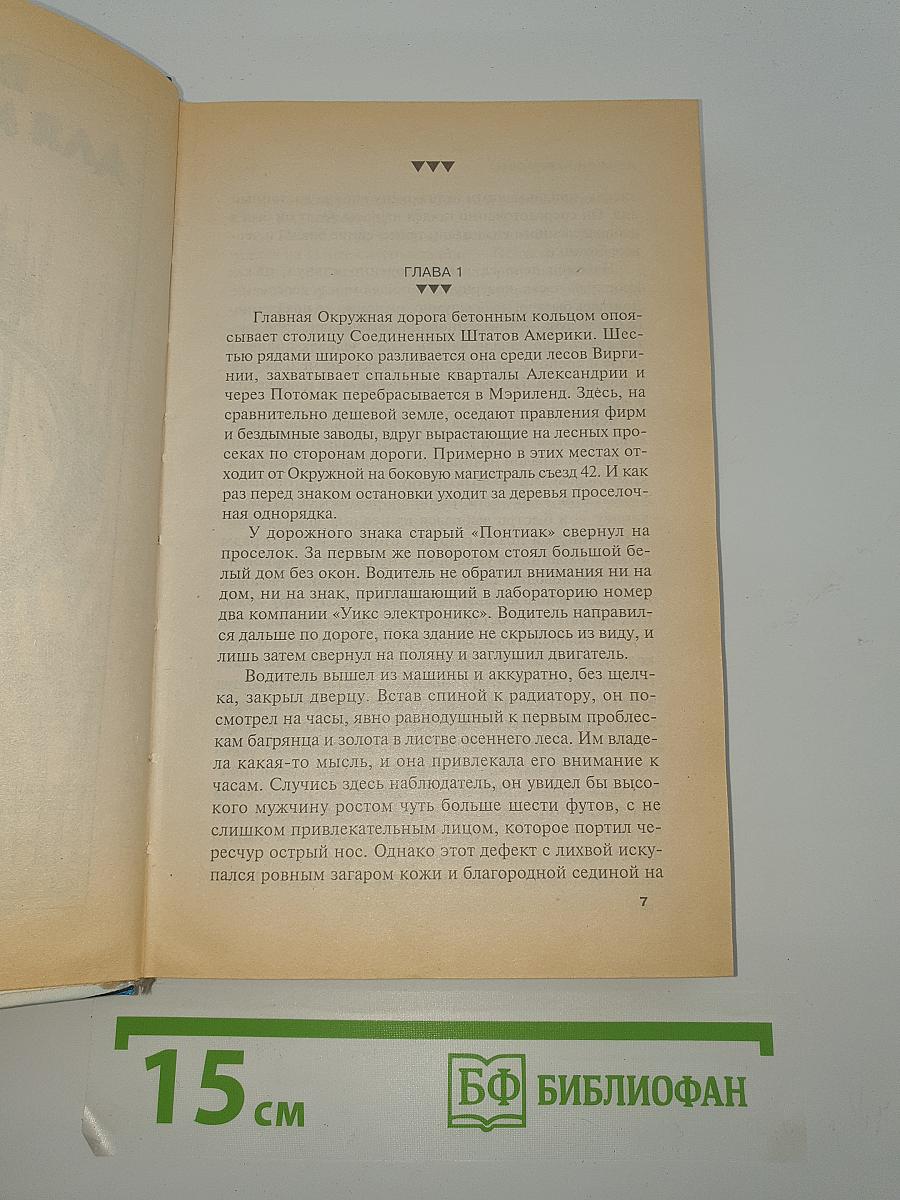 ▼▼▼
ГЛАВА 1
▼▼▼
Главная Окружная дорога бетонным кольцом опоя-
сывает столицу Соединенных Штатов Америки. Шес-
тью рядами широко разливается она среди лесов Вирги-
нии, захватывает спальные кварталы Александрии и
через Потомак перебрасывается в Мэриленд. Здесь, на
сравнительно дешевой земле, оседают правления фирм
и бездымные заводы, вдруг вырастающие на лесных про-
секах по сторонам дороги. Примерно в этих местах от-
ходит от Окружной на боковую магистраль съезд 42. И как
раз перед знаком остановки уходит за деревья проселоч-
ная однорядка.
У дорожного знака старый «Понтиак» свернул на
проселок. За первым же поворотом стоял большой бе-
лый дом без окон. Водитель не обратил внимания ни на
дом, ни на знак, приглашающий в лабораторию номер
два компании «Уикс электроникс». Водитель направил-
ся дальше по дороге, пока здание не скрылось из виду, и
лишь затем свернул на поляну и заглушил двигатель.
Водитель вышел из машины и аккуратно, без щелч-
ка, закрыл дверцу. Встав спиной к радиатору, он по-
смотрел на часы, явно равнодушный к первым проблес-
кам багрянца и золота в листве осеннего леса. Им владе-
ла какая-то мысль, и она привлекала его внимание к
часам. Случись здесь наблюдатель, он увидел бы высо-
кого мужчину ростом чуть больше шести футов, с не
слишком привлекательным лицом, которое портил че-
ресчур острый нос. Однако этот дефект с лихвой иску-
пался ровным загаром кожи и благородной сединой на
7
15 см
БФ БИБЛИОФАН